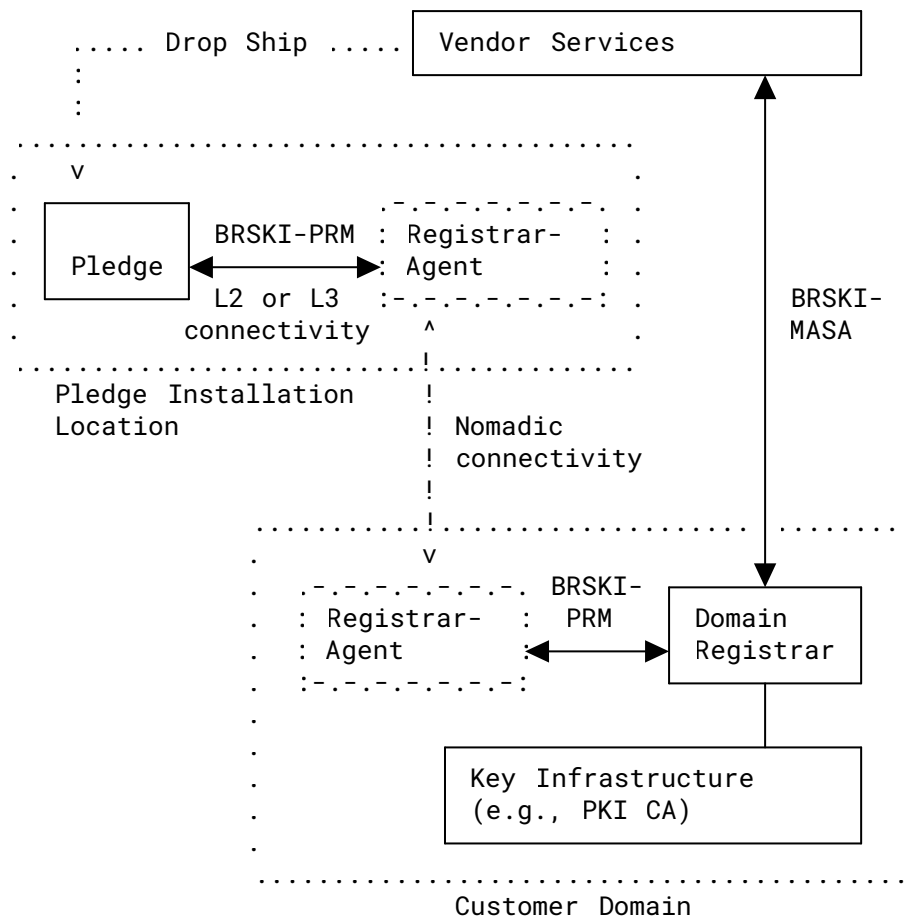 ..... Drop Ship ..... Vendor Services
Pledge
BRSKI-PRM
L2 or L3
connectivity
Registrar-
Agent
BRSKI-
MASA
Pledge Installation
Location
Nomadic
connectivity
Registrar-
Agent
BRSKI-
PRM
Domain
Registrar
Key Infrastructure
(e.g., PKI CA)
Customer Domain